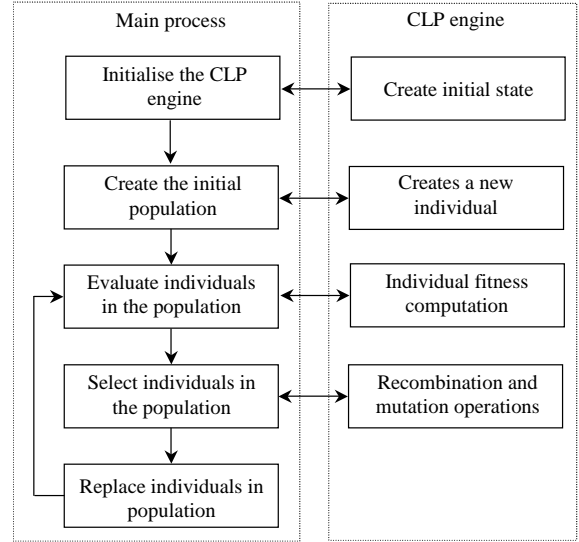 Main process
CLP engine
Initialise the CLP
engine
Create initial state
Create the initial
population
Creates a new
individual
Evaluate individuals
in the population
Individual fitness
computation
Select individuals in
the population
Recombination and
mutation operations
Replace individuals in
population